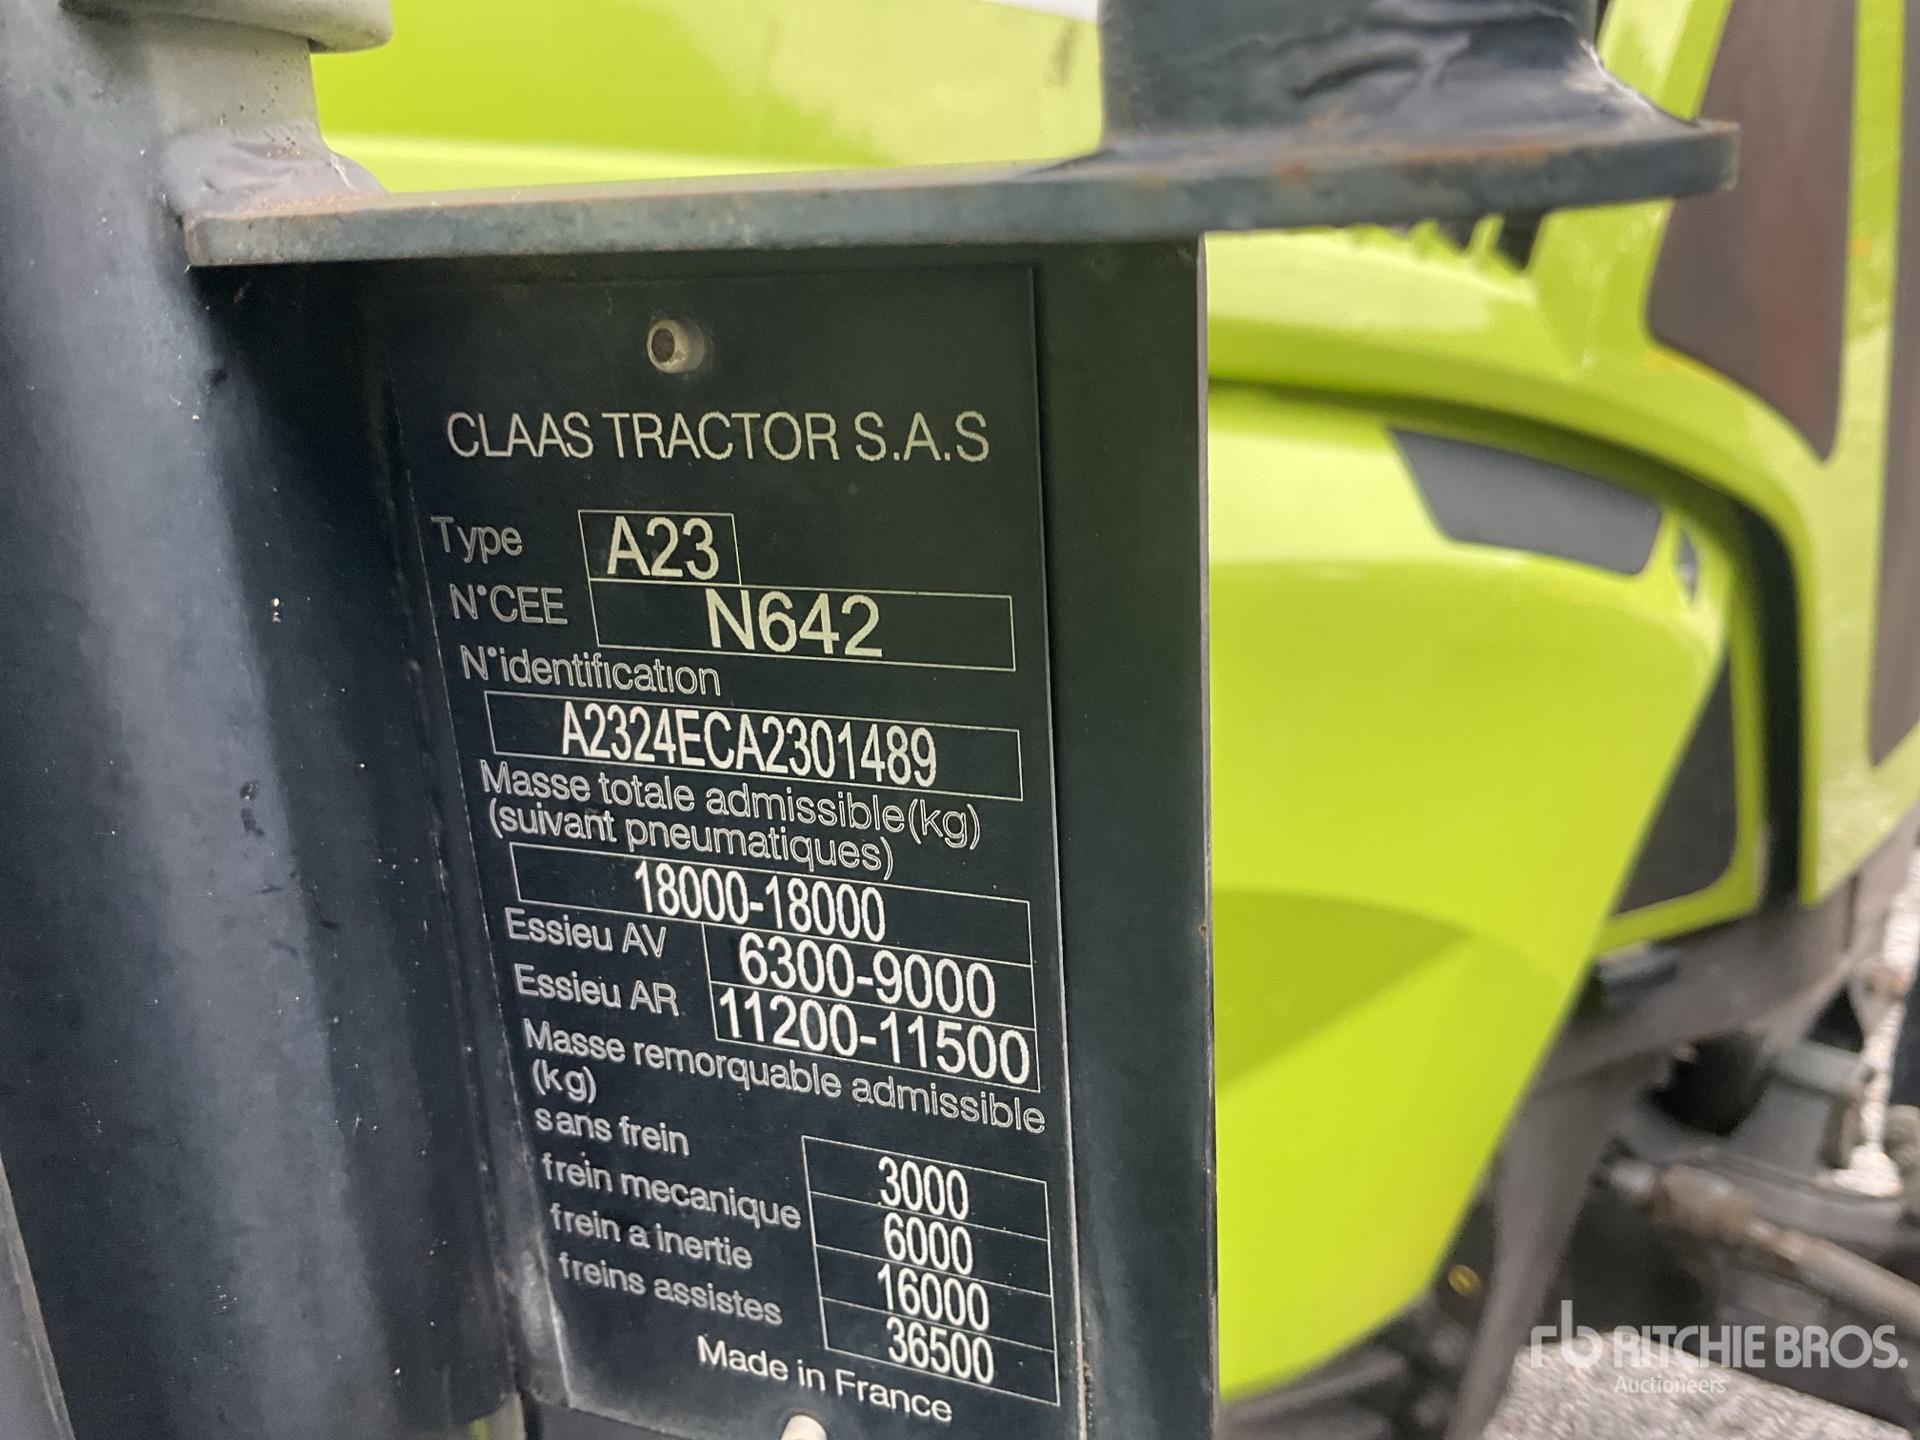 CLAAS TRACTOR S.A.S
Type A23
N°CEE N642
N°identification
A2324ECA2301489
Masse totale admissible(kg)
(suivant pneumatiques)
18000-18000
Essieu AV 6300-9000
Essieu AR 11200-11500
Masse remorquable admissible
(kg)
sans frein 3000
frein mecanique 6000
frein a inertie 16000
freins assistes 36500
Made in France
rb RITCHIE BROS.
Auctioneers